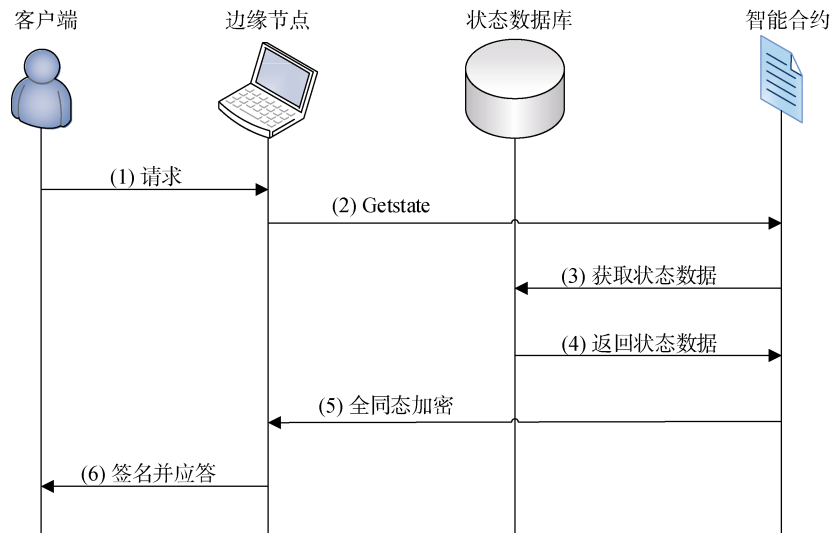 客户端
边缘节点
状态数据库
智能合约
(1) 请求
(2) Getstate
(3) 获取状态数据
(4) 返回状态数据
(5) 全同态加密
(6) 签名并应答